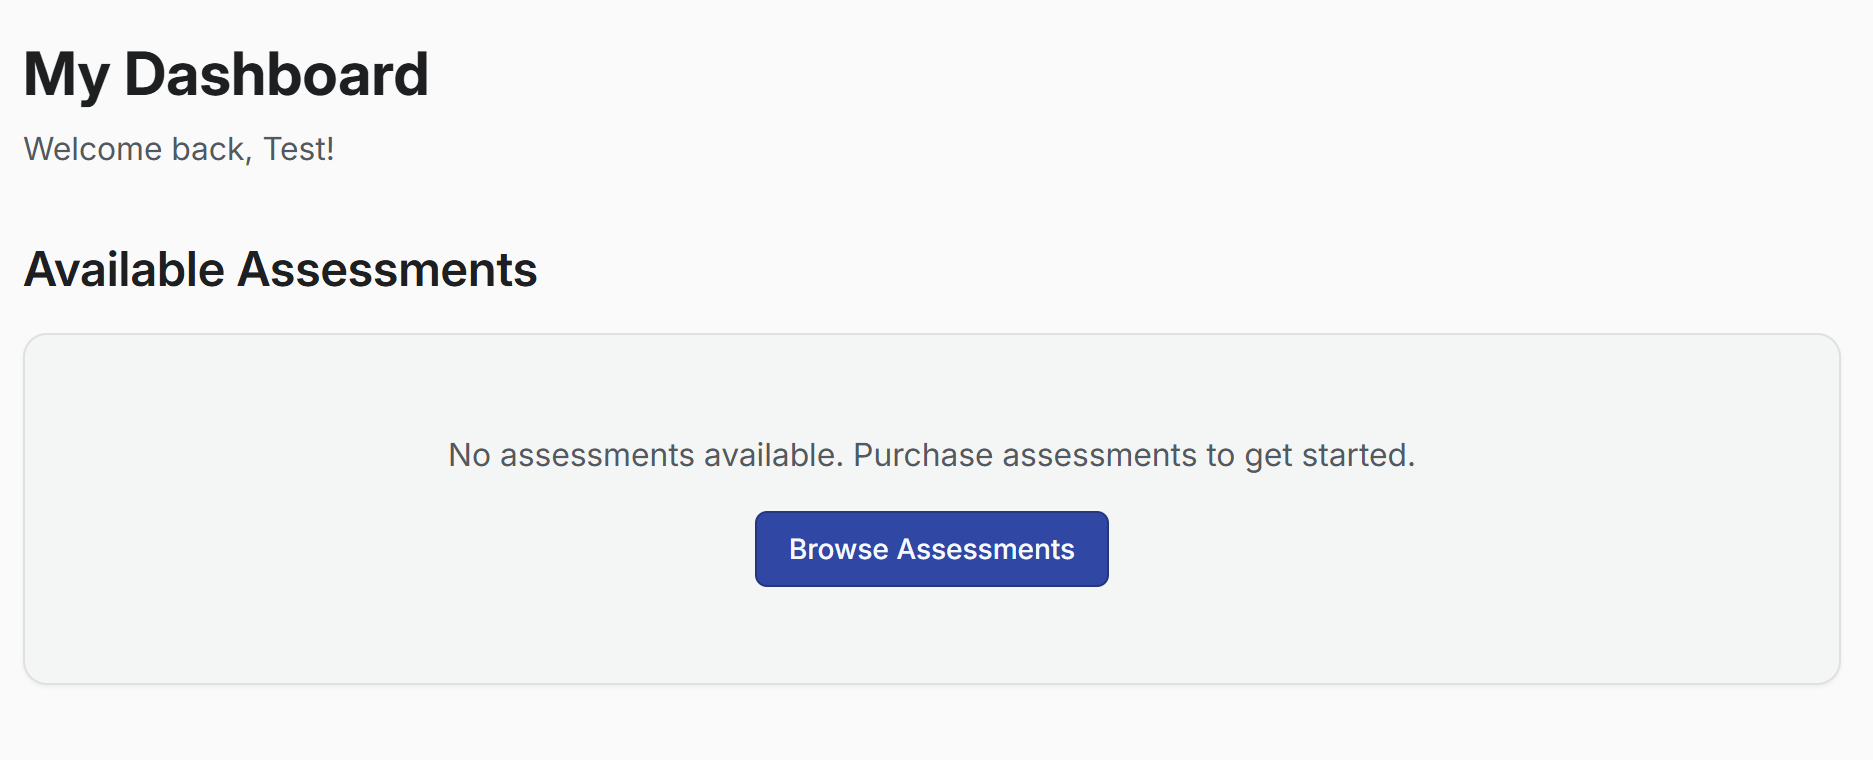 My Dashboard
Welcome back, Test!
Available Assessments
No assessments available. Purchase assessments to get started.
Browse Assessments